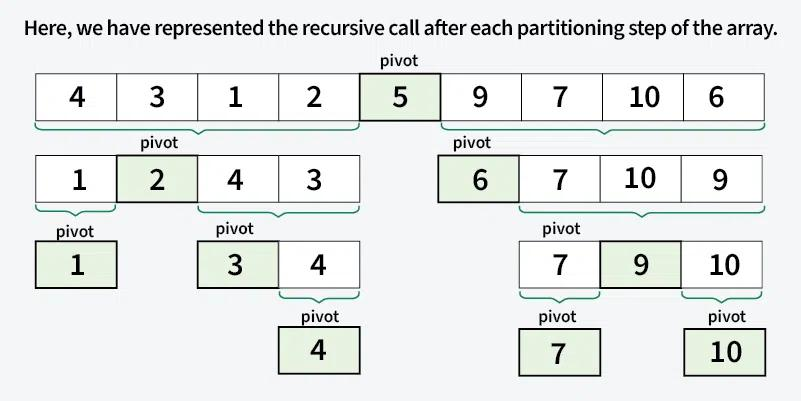 Here, we have represented the recursive call after each partitioning step of the array.
pivot
4 3 1 2 5 9 7 10 6
pivot pivot
1 2 4 3 6 7 10 9
pivot pivot pivot
1 3 4 7 9 10
pivot pivot pivot
4 7 10